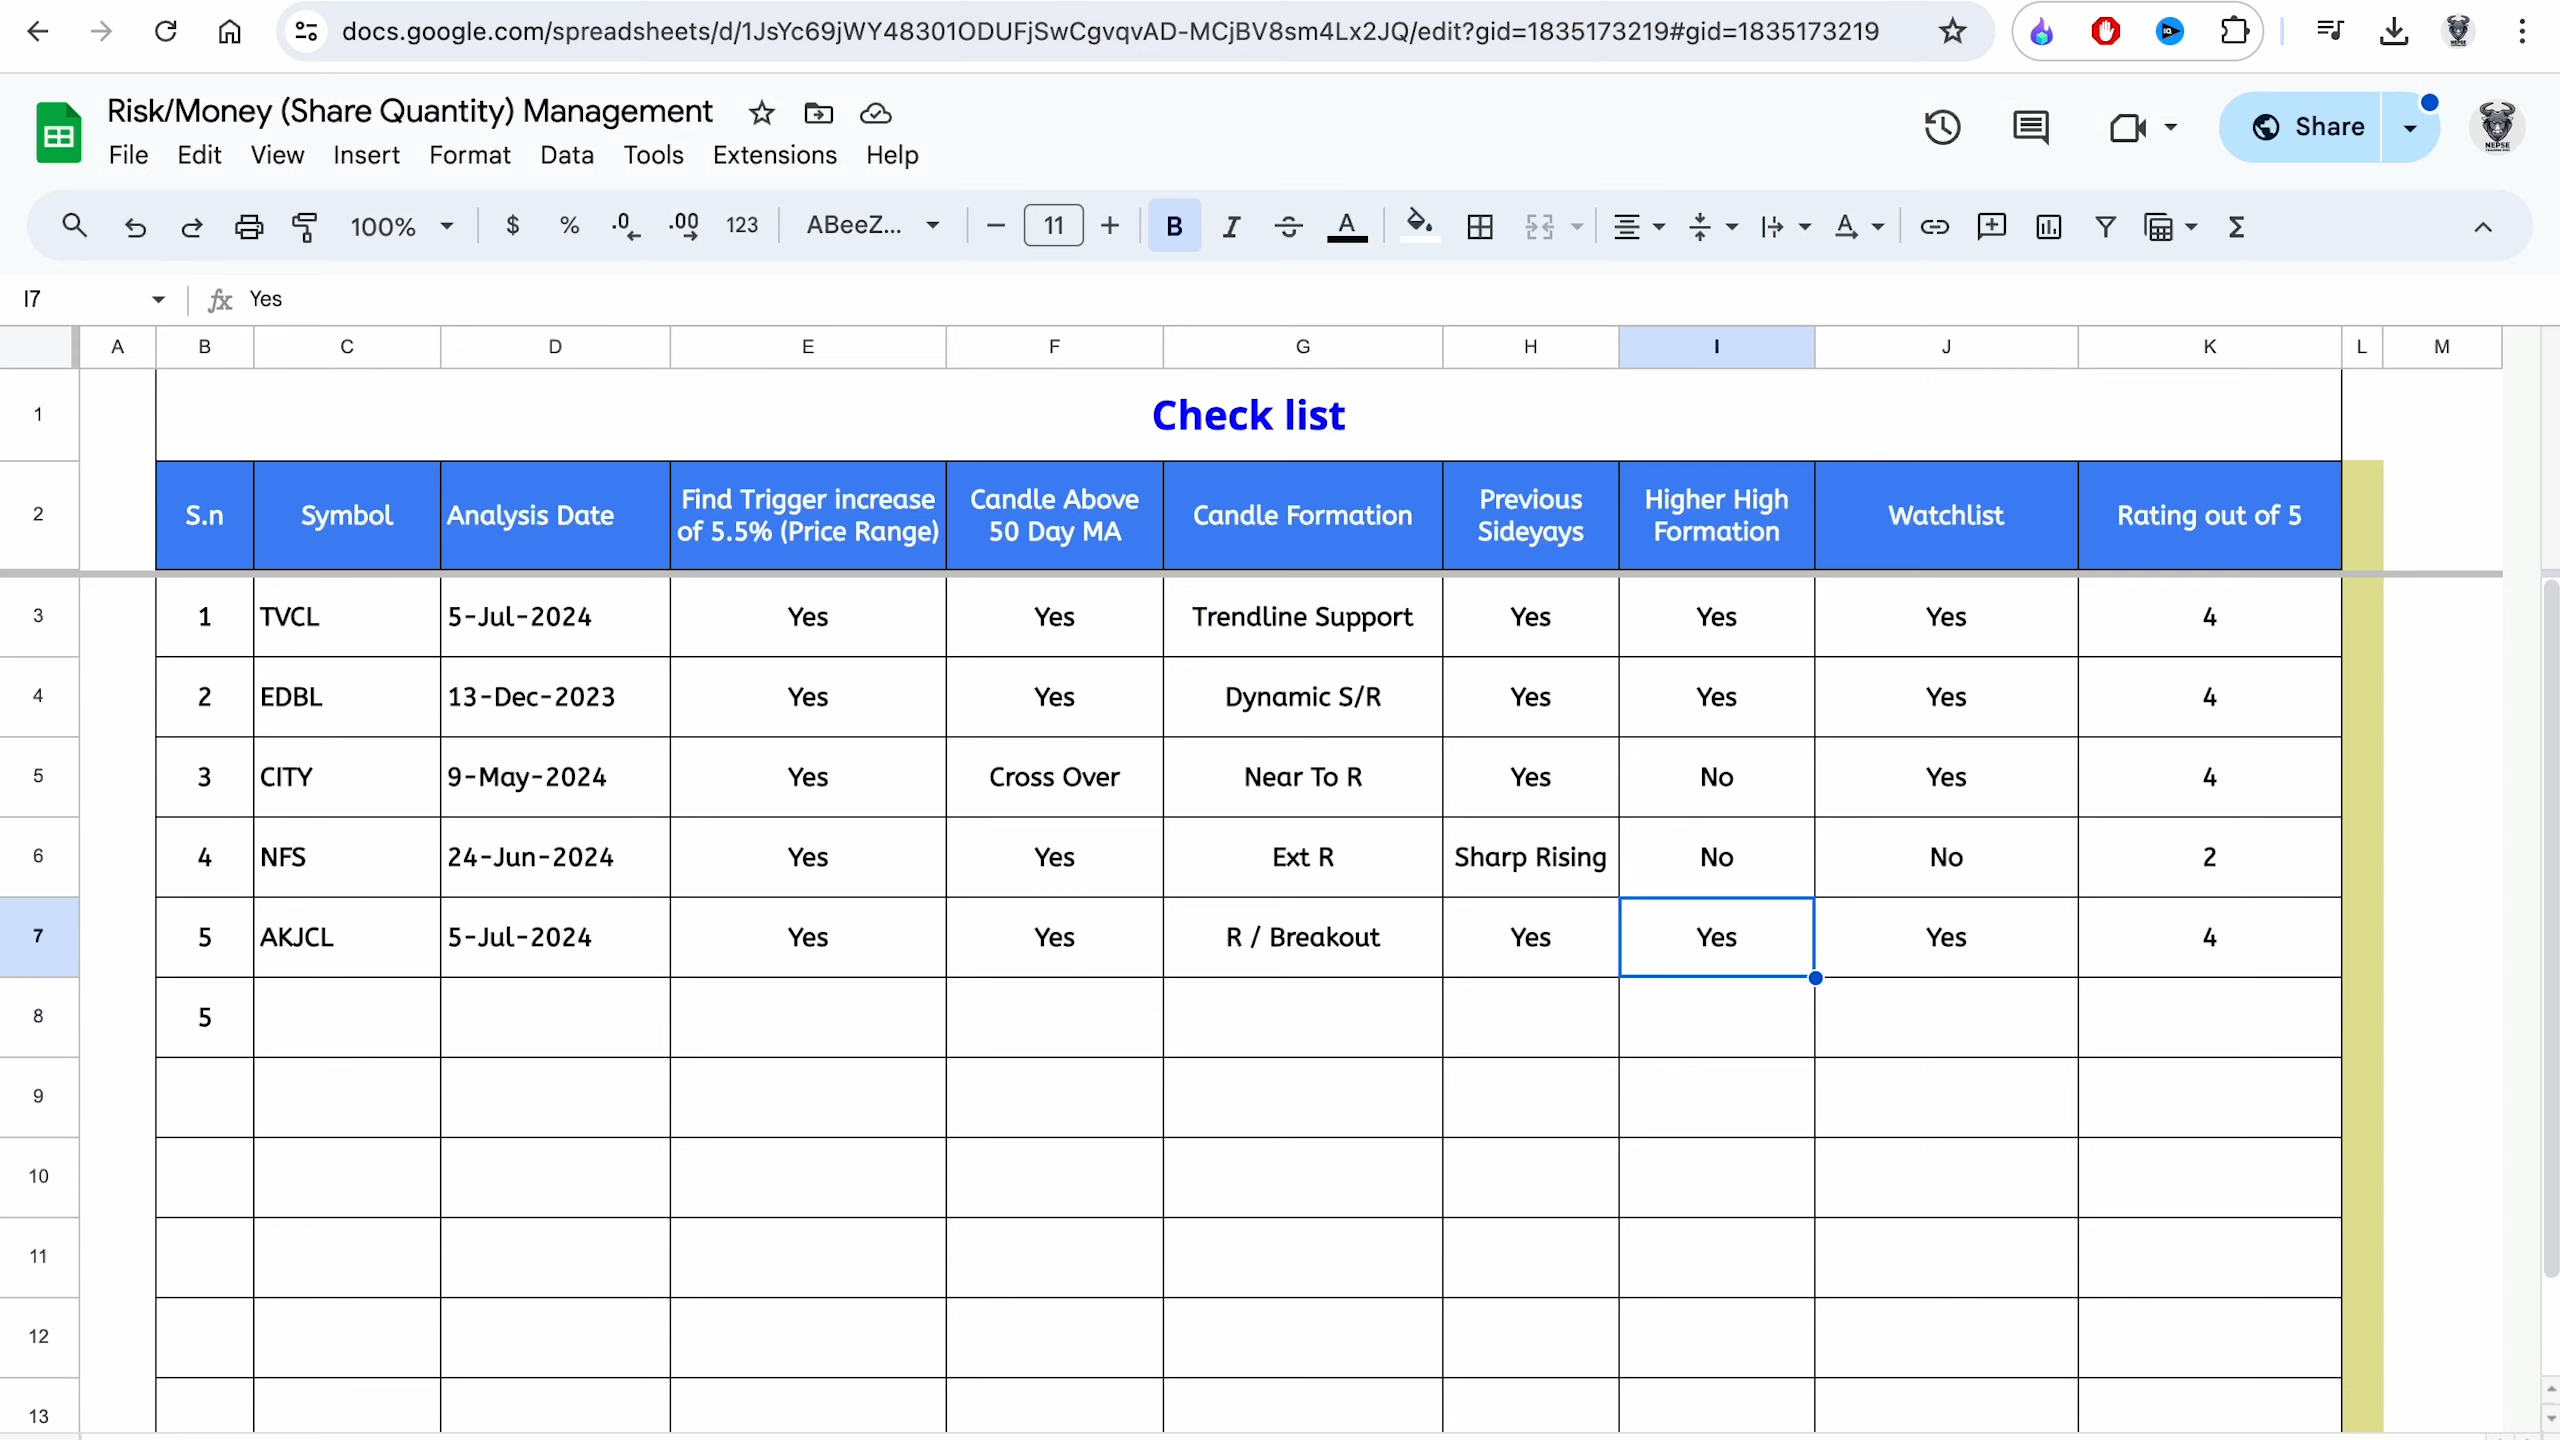 docs.google.com/spreadsheets/d/1JsYc69jWY48301ODUFjSwCgvqvAD-MCjBV8sm4Lx2JQ/edit?gid=1835173219#gid=1835173219
Risk/Money (Share Quantity) Management
File Edit View Insert Format Data Tools Extensions Help
Share
NEPSE
100% $ % .0 .00 123 ABeeZ... 11 B I A
I7 fx Yes
A B C D E F G H I J K L M
1 Check list
2 S.n Symbol Analysis Date Find Trigger increase of 5.5% (Price Range) Candle Above 50 Day MA Candle Formation Previous Sideyays Higher High Formation Watchlist Rating out of 5
3 1 TVCL 5-Jul-2024 Yes Yes Trendline Support Yes Yes Yes 4
4 2 EDBL 13-Dec-2023 Yes Yes Dynamic S/R Yes Yes Yes 4
5 3 CITY 9-May-2024 Yes Cross Over Near To R Yes No Yes 4
6 4 NFS 24-Jun-2024 Yes Yes Ext R Sharp Rising No No 2
7 5 AKJCL 5-Jul-2024 Yes Yes R / Breakout Yes Yes Yes 4
8 5
9
10
11
12
13